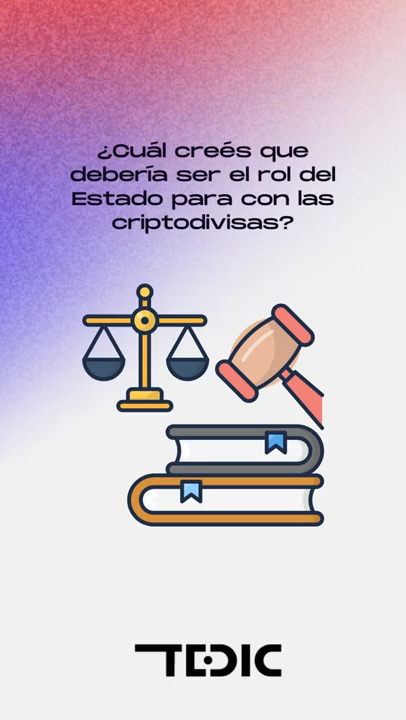 ¿Cuál creés que
debería ser el rol del
Estado para con las
criptodivisas?
TEDIC